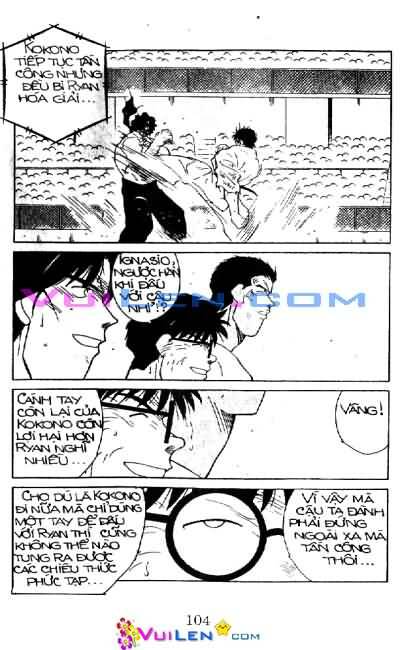 KOKONO
TIẾP TỤC TẤN
CÔNG NHƯNG
ĐỀU BỊ RYAN
HÓA GIẢI...
IGNASIO,
NGƯỢC HẲN
KHI ĐẤU
VỚI CẬU
NHỈ!?
VUILEN.COM
CÁNH TAY
CÒN LẠI CỦA
KOKONO CÒN
LỢI HẠI HƠN
RYAN NGHĨ
NHIỀU...
VÂNG!
CHO DÙ LÀ KOKONO
ĐI NỮA MÀ CHỈ DÙNG
MỘT TAY ĐỂ ĐẤU
VỚI RYAN THÌ CŨNG
KHÔNG THỂ NÀO
TUNG RA ĐƯỢC
CÁC CHIÊU THỨC
PHỨC TẠP...
VÌ VẬY MÀ
CẬU TA ĐÀNH
PHẢI ĐỨNG
NGOÀI XA MÀ
TẤN CÔNG
THÔI...
104
VUILEN.COM